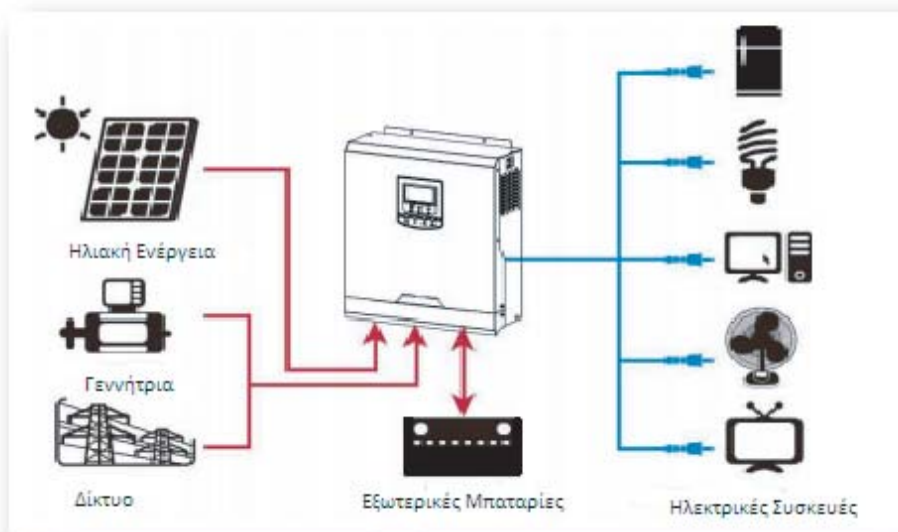 Ηλιακή Ενέργεια
Γεννήτρια
Δίκτυο
Εξωτερικές Μπαταρίες
Ηλεκτρικές Συσκευές